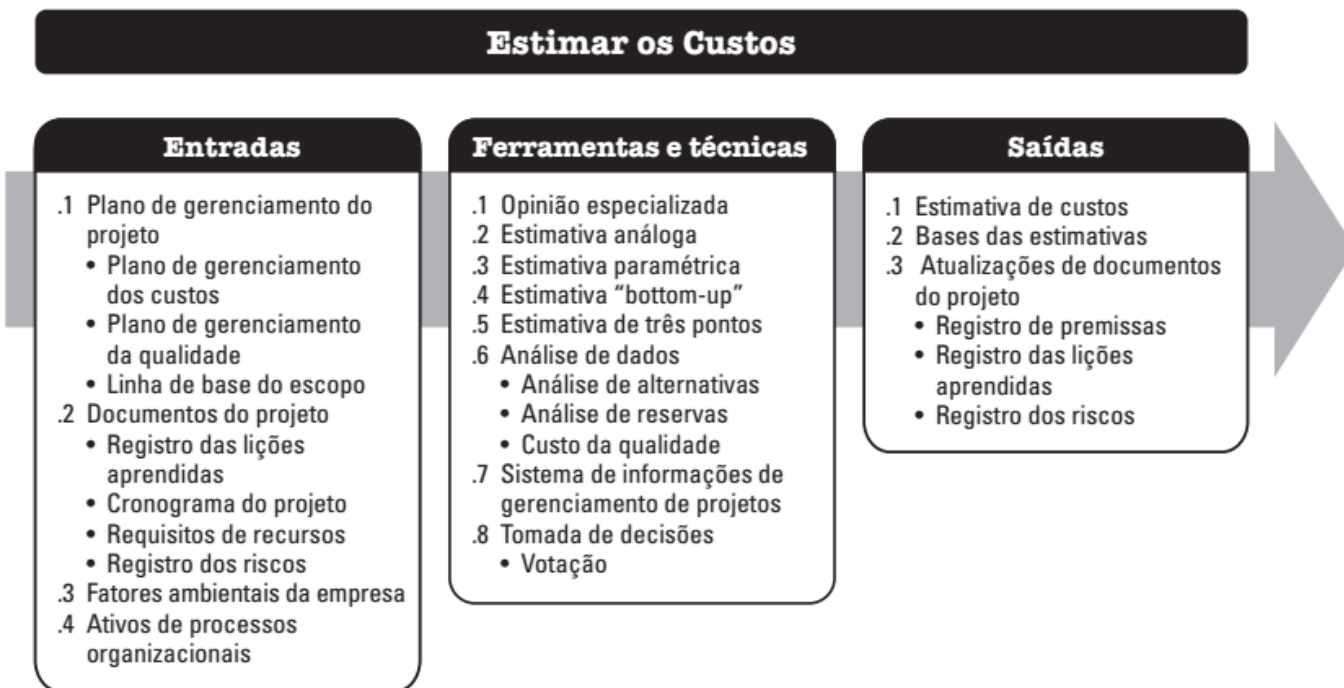 Estimar os Custos
Entradas
.1 Plano de gerenciamento do
projeto
• Plano de gerenciamento
dos custos
• Plano de gerenciamento
da qualidade
• Linha de base do escopo
.2 Documentos do projeto
• Registro das lições
aprendidas
• Cronograma do projeto
• Requisitos de recursos
• Registro dos riscos
.3 Fatores ambientais da empresa
.4 Ativos de processos
organizacionais
Ferramentas e técnicas
.1 Opinião especializada
.2 Estimativa análoga
.3 Estimativa paramétrica
.4 Estimativa “bottom-up”
.5 Estimativa de três pontos
.6 Análise de dados
• Análise de alternativas
• Análise de reservas
• Custo da qualidade
.7 Sistema de informações de
gerenciamento de projetos
.8 Tomada de decisões
• Votação
Saídas
.1 Estimativa de custos
.2 Bases das estimativas
.3 Atualizações de documentos
do projeto
• Registro de premissas
• Registro das lições
aprendidas
• Registro dos riscos